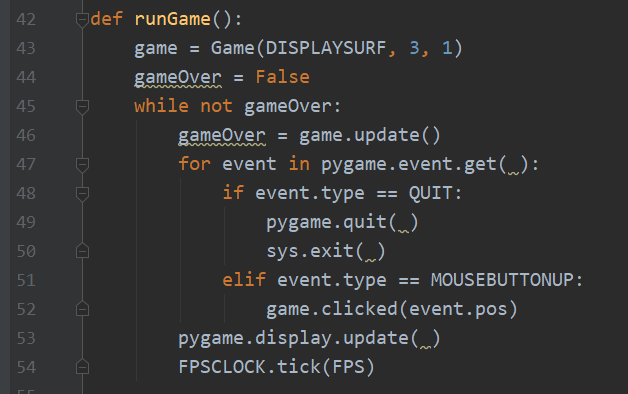 42 def runGame():
43     game = Game(DISPLAYSURF, 3, 1)
44     gameOver = False
45     while not gameOver:
46         gameOver = game.update()
47         for event in pygame.event.get( ):
48             if event.type == QUIT:
49                 pygame.quit( )
50                 sys.exit( )
51             elif event.type == MOUSEBUTTONUP:
52                 game.clicked(event.pos)
53         pygame.display.update( )
54         FPSCLOCK.tick(FPS)